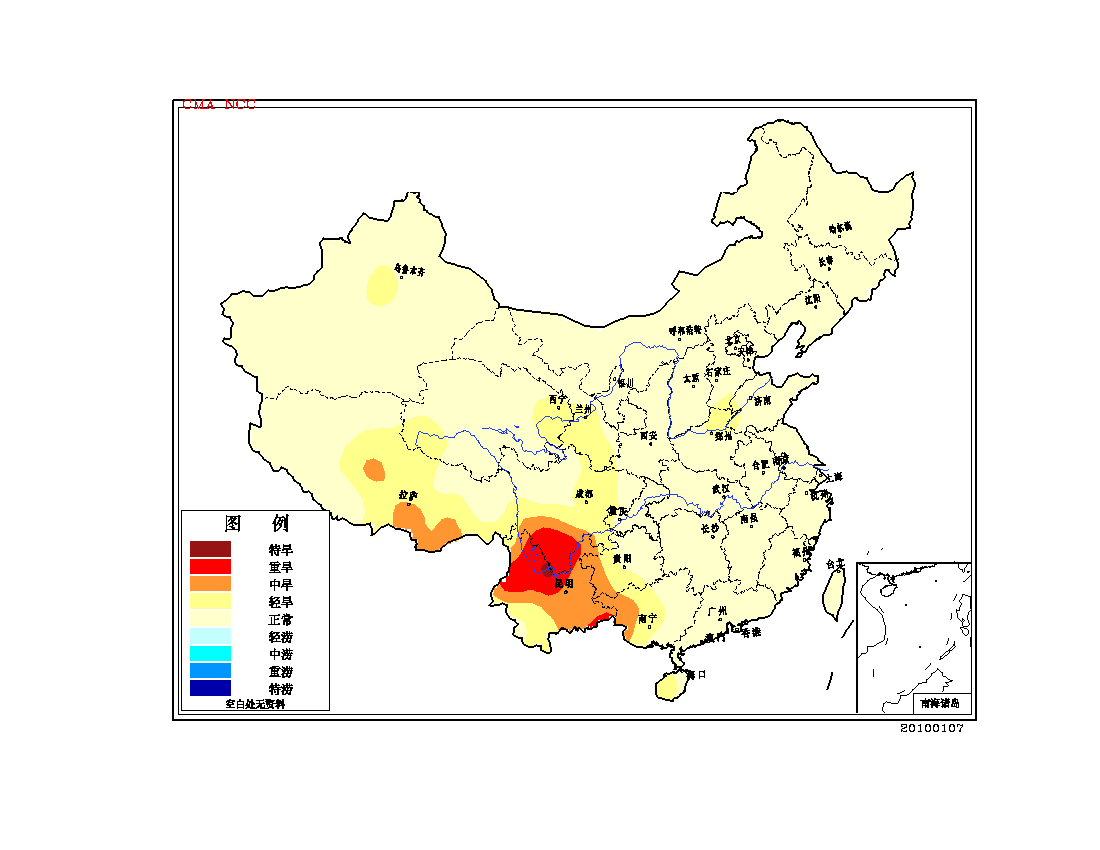 CMA NCC
哈尔滨
长春
沈阳
乌鲁木齐
呼和浩特
北京
天津
银川
太原
石家庄
济南
西宁
兰州
西安
郑州
合肥
南京
上海
拉萨
成都
武汉
杭州
重庆
长沙
南昌
贵阳
福州
台北
昆明
南宁
广州
澳门
香港
海口
图 例
特旱
重旱
中旱
轻旱
正常
轻涝
中涝
重涝
特涝
空白处无资料
南海诸岛
20100107